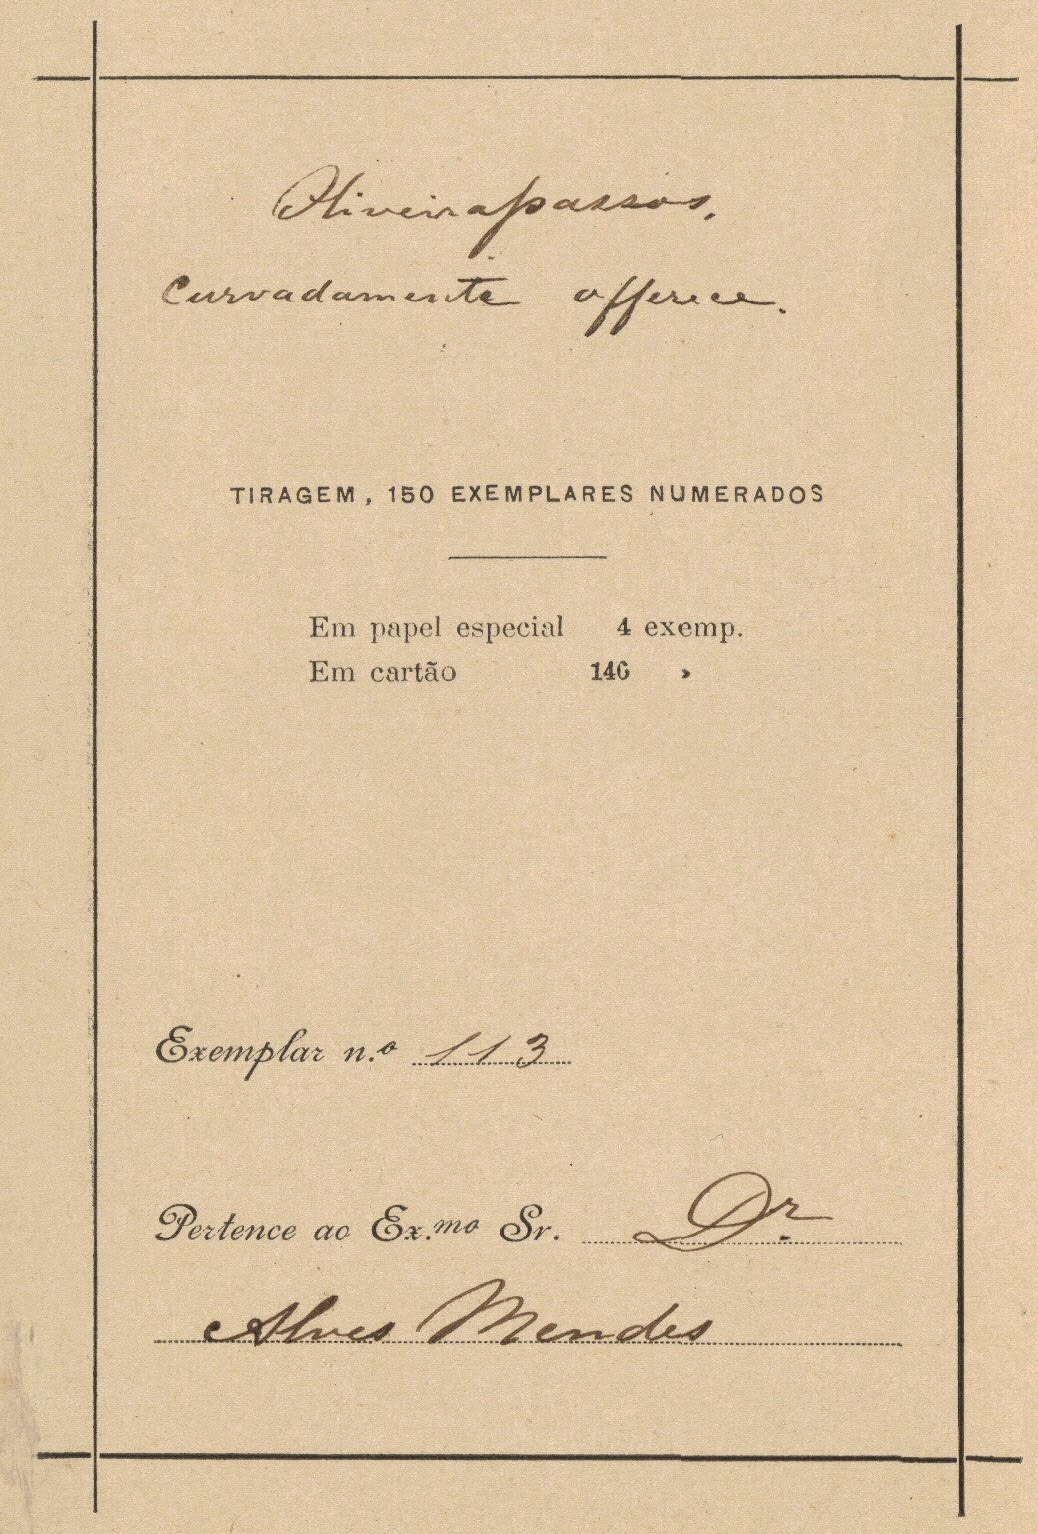 Oliveira passos,
Curvadamente offerece.
TIRAGEM, 150 EXEMPLARES NUMERADOS
Em papel especial 4 exemp.
Em cartão 146 »
Exemplar n.º 113
Pertence ao Ex.mo Sr. Dr.
Alves Mendes